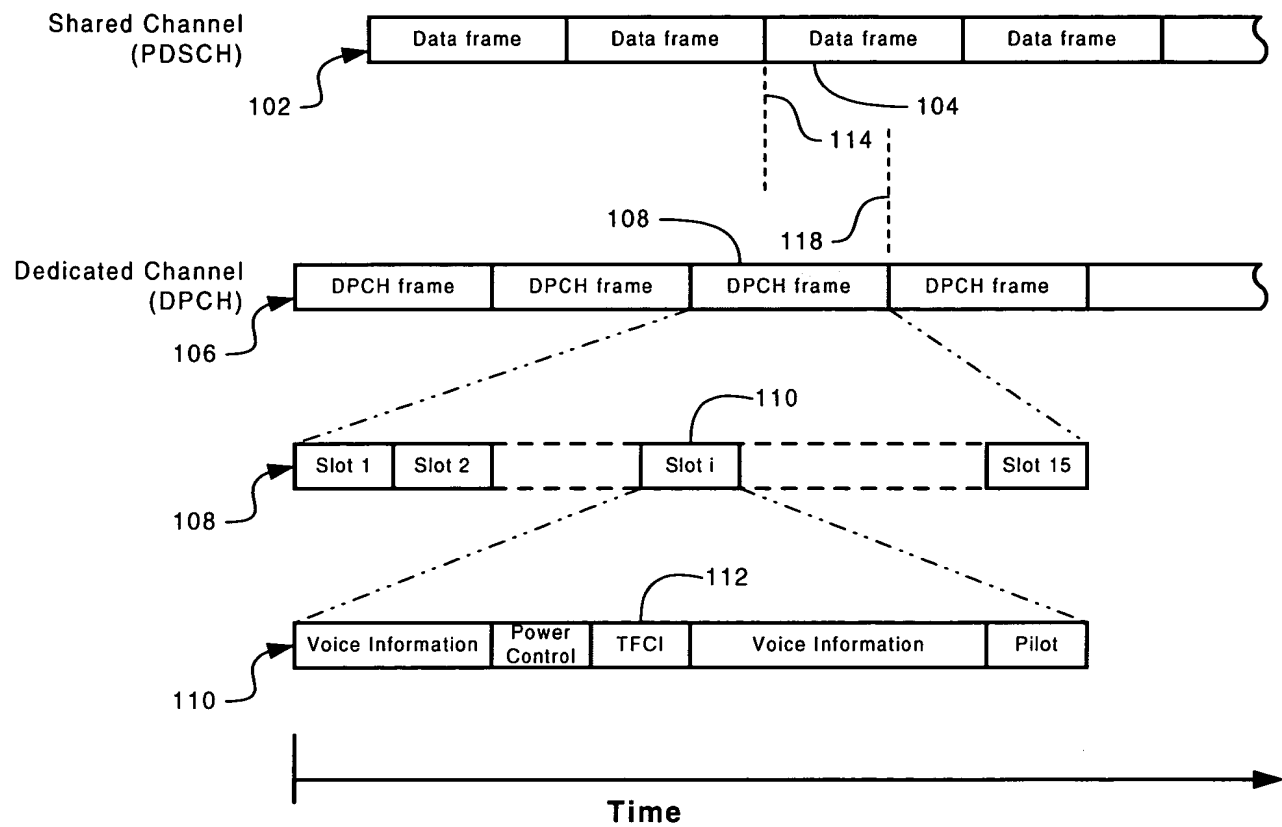 Shared Channel
(PDSCH)
Data frame Data frame Data frame Data frame
102
104
114
108
118
Dedicated Channel
(DPCH)
DPCH frame DPCH frame DPCH frame DPCH frame
106
110
Slot 1 Slot 2 Slot i Slot 15
108
112
Voice Information Power Control TFCI Voice Information Pilot
110
Time